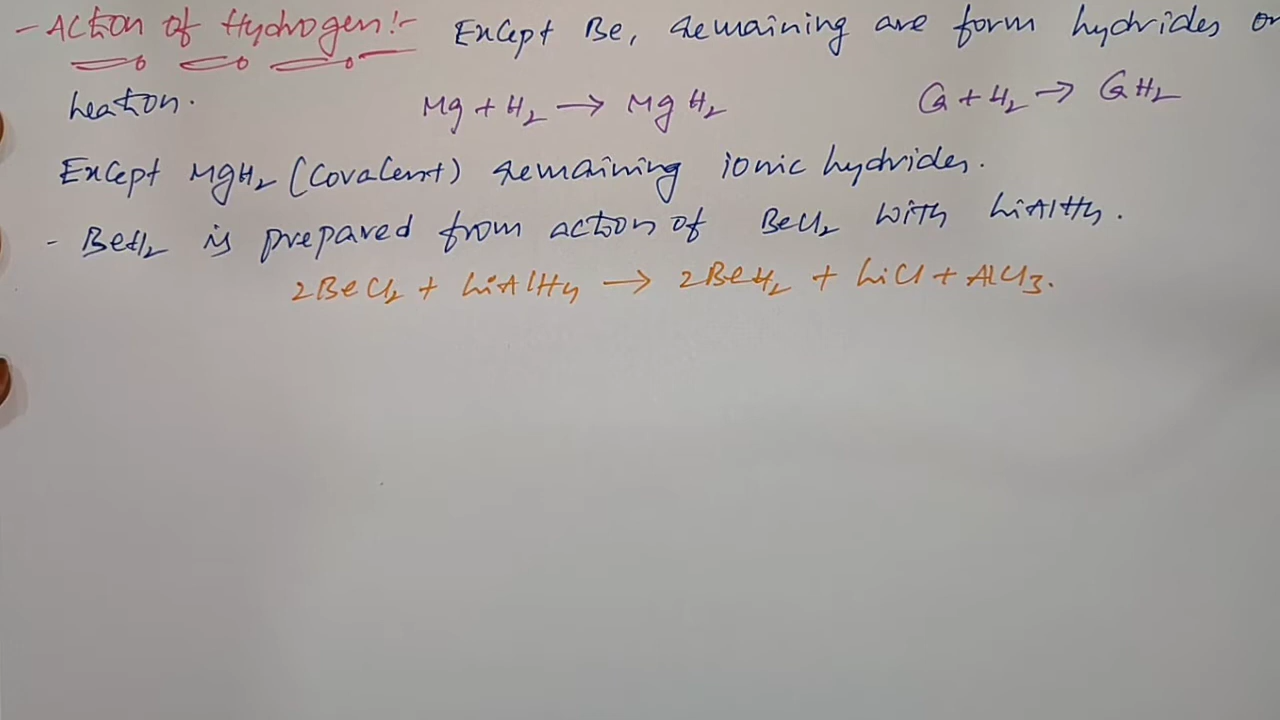 - Action of Hydrogen:- Except Be, remaining are form hydrides on
heation.
Mg + H₂ → MgH₂ Ca + H₂ → CaH₂
Except MgH₂ (covalent) remaining ionic hydrides.
- BeH₂ is prepared from action of BeCl₂ with LiAlH₄.
2BeCl₂ + LiAlH₄ → 2BeH₂ + LiCl + AlCl₃.